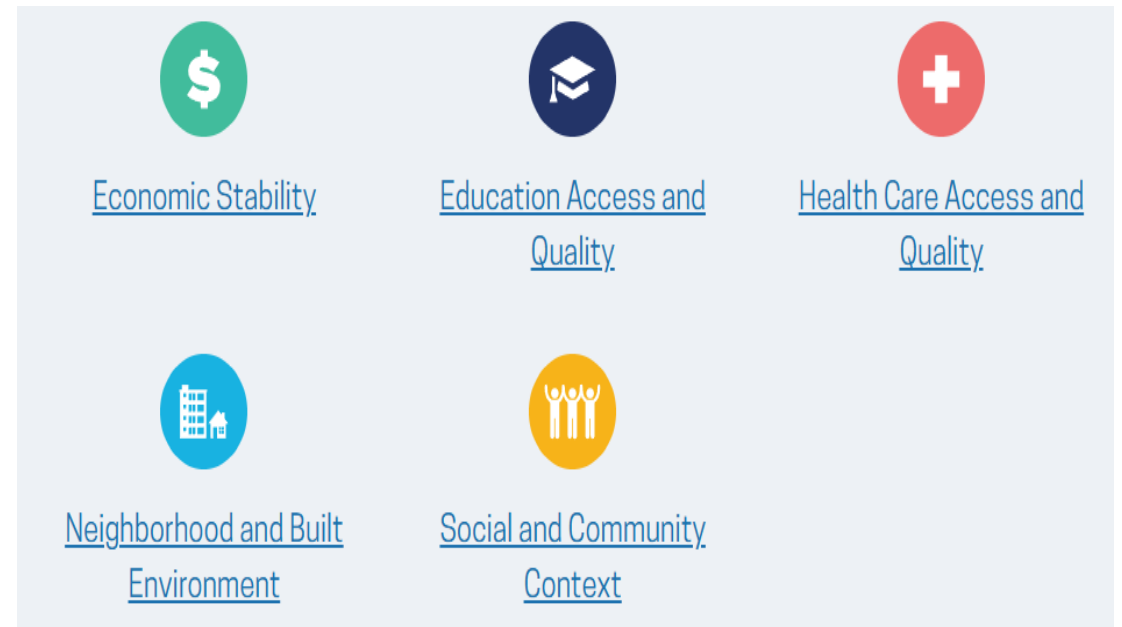 $
Economic Stability
Education Access and
Quality
Health Care Access and
Quality
Neighborhood and Built
Environment
Social and Community
Context